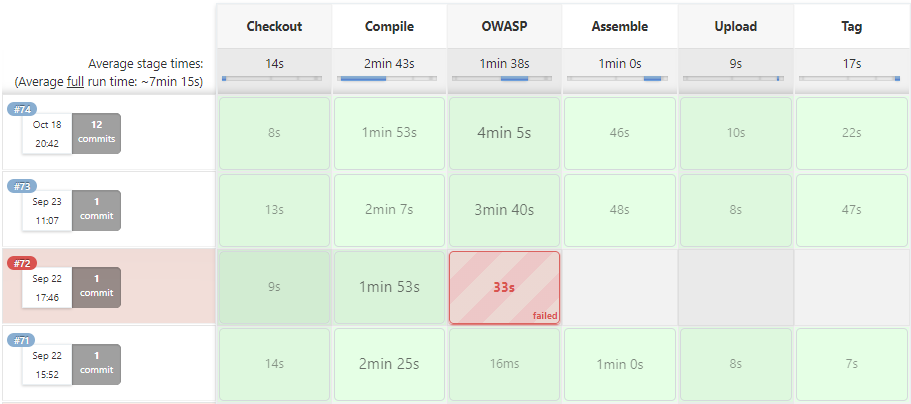 Checkout Compile OWASP Assemble Upload Tag
Average stage times: 14s 2min 43s 1min 38s 1min 0s 9s 17s
(Average full run time: ~7min 15s)
#74
Oct 18 12
20:42 commits
8s 1min 53s 4min 5s 46s 10s 22s
#73
Sep 23 1
11:07 commit
13s 2min 7s 3min 40s 48s 8s 47s
#72
Sep 22 1
17:46 commit
9s 1min 53s 33s
failed
#71
Sep 22 1
15:52 commit
14s 2min 25s 16ms 1min 0s 8s 7s